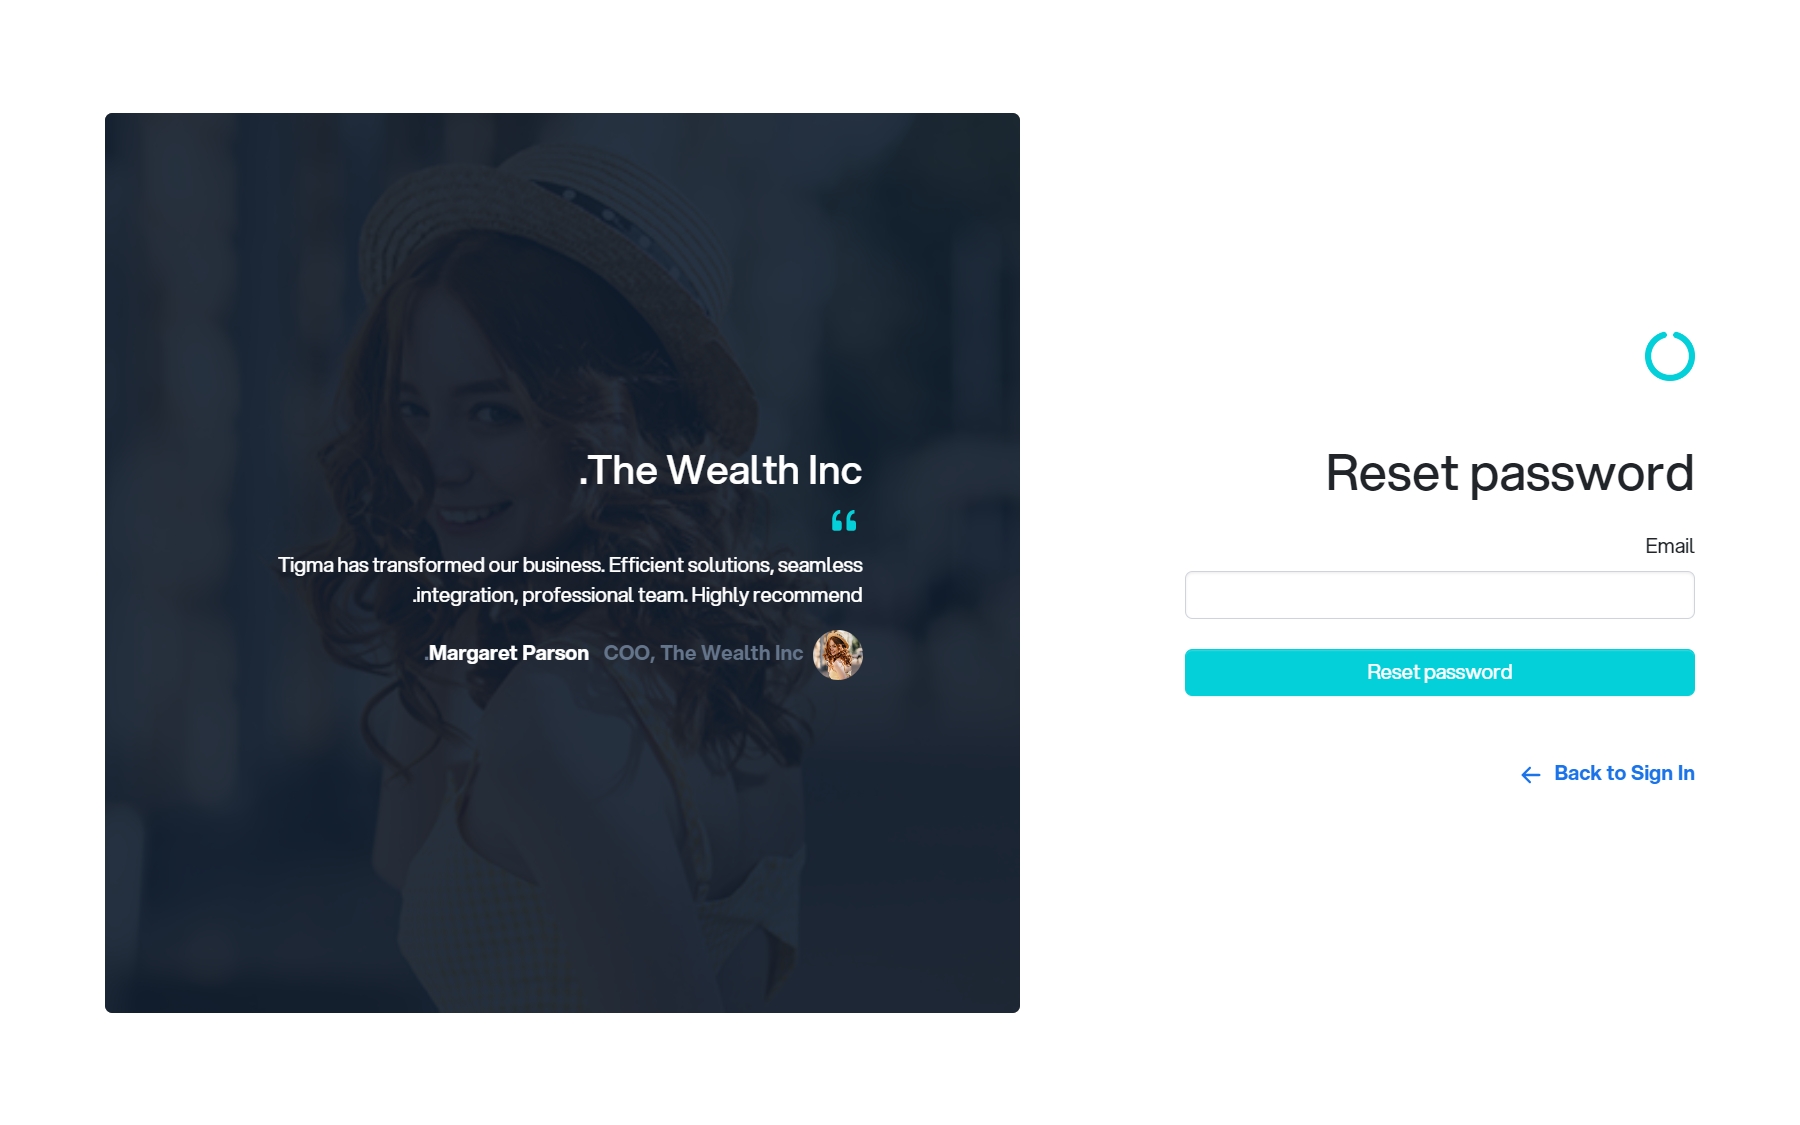 .The Wealth Inc
“
Tigma has transformed our business. Efficient solutions, seamless
.integration, professional team. Highly recommend
.Margaret Parson COO, The Wealth Inc
Reset password
Email
Reset password
← Back to Sign In